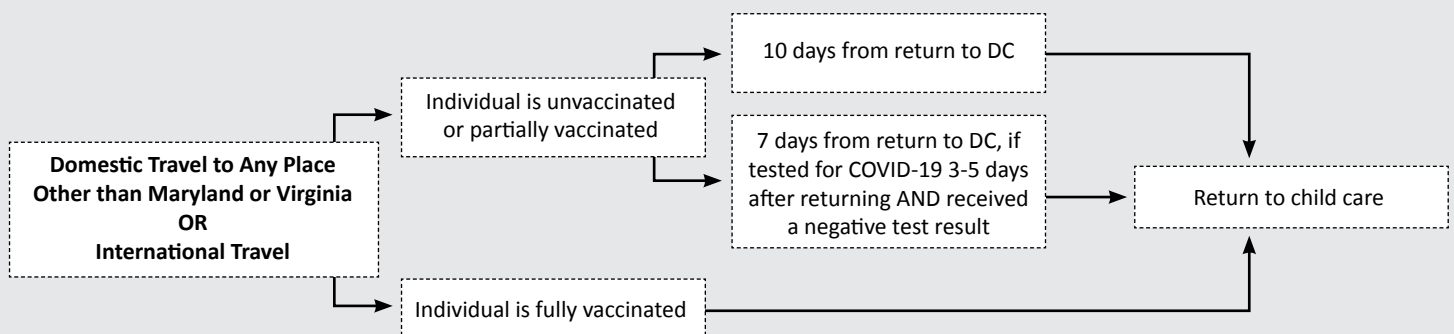 Domestic Travel to Any Place
Other than Maryland or Virginia
OR
International Travel
Individual is unvaccinated
or partially vaccinated
10 days from return to DC
7 days from return to DC, if
tested for COVID-19 3-5 days
after returning AND received
a negative test result
Individual is fully vaccinated
Return to child care